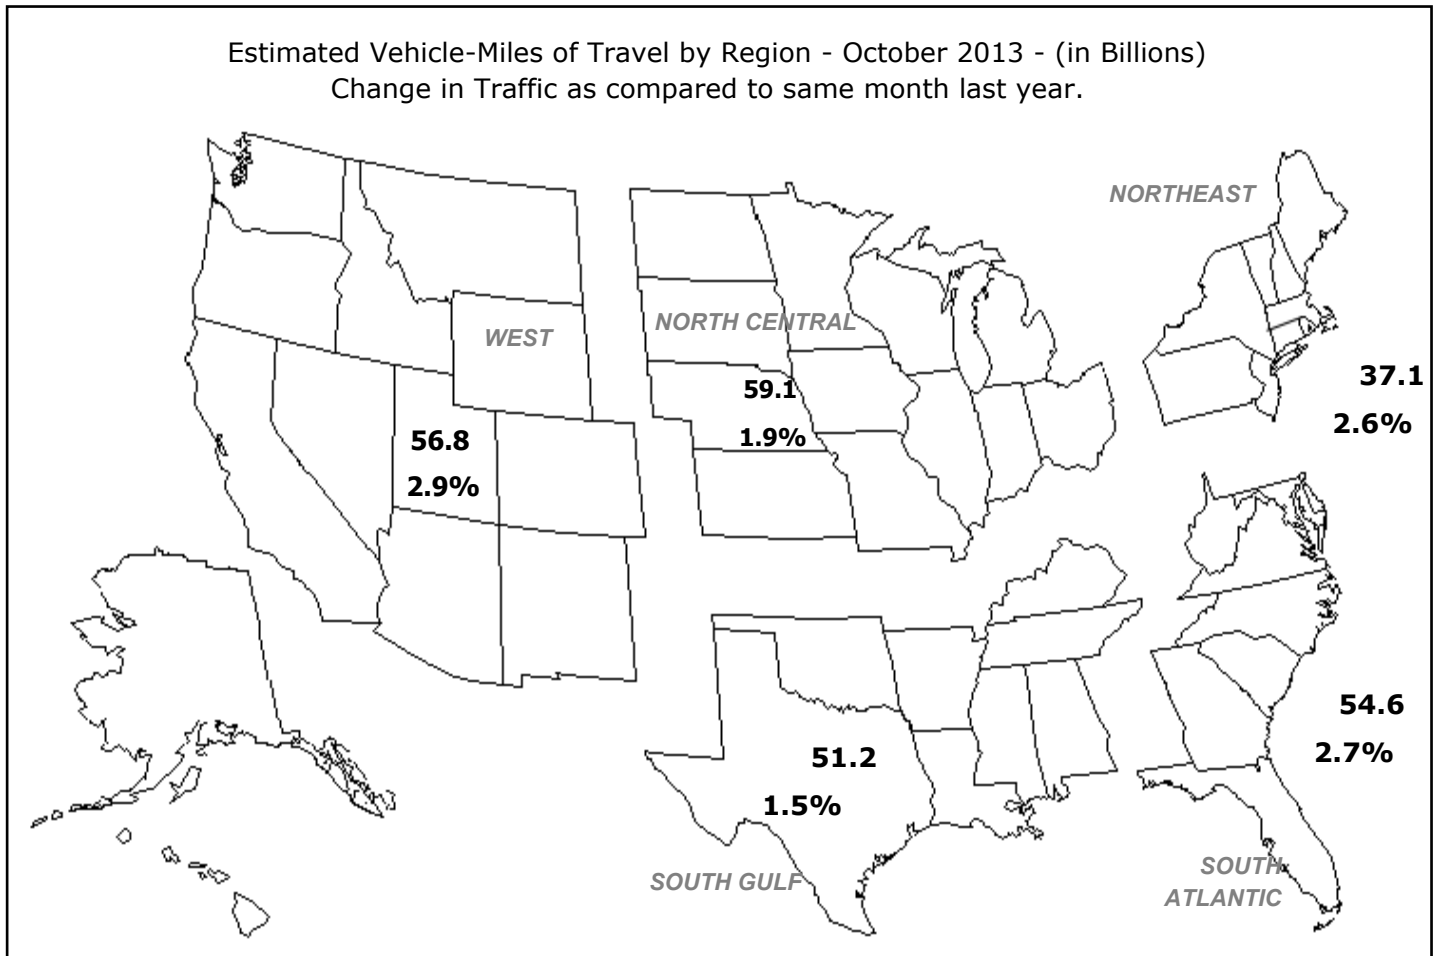 Estimated Vehicle-Miles of Travel by Region - October 2013 - (in Billions)
Change in Traffic as compared to same month last year.
NORTHEAST
WEST
NORTH CENTRAL
37.1
2.6%
59.1
1.9%
56.8
2.9%
54.6
2.7%
51.2
1.5%
SOUTH GULF
SOUTH
ATLANTIC